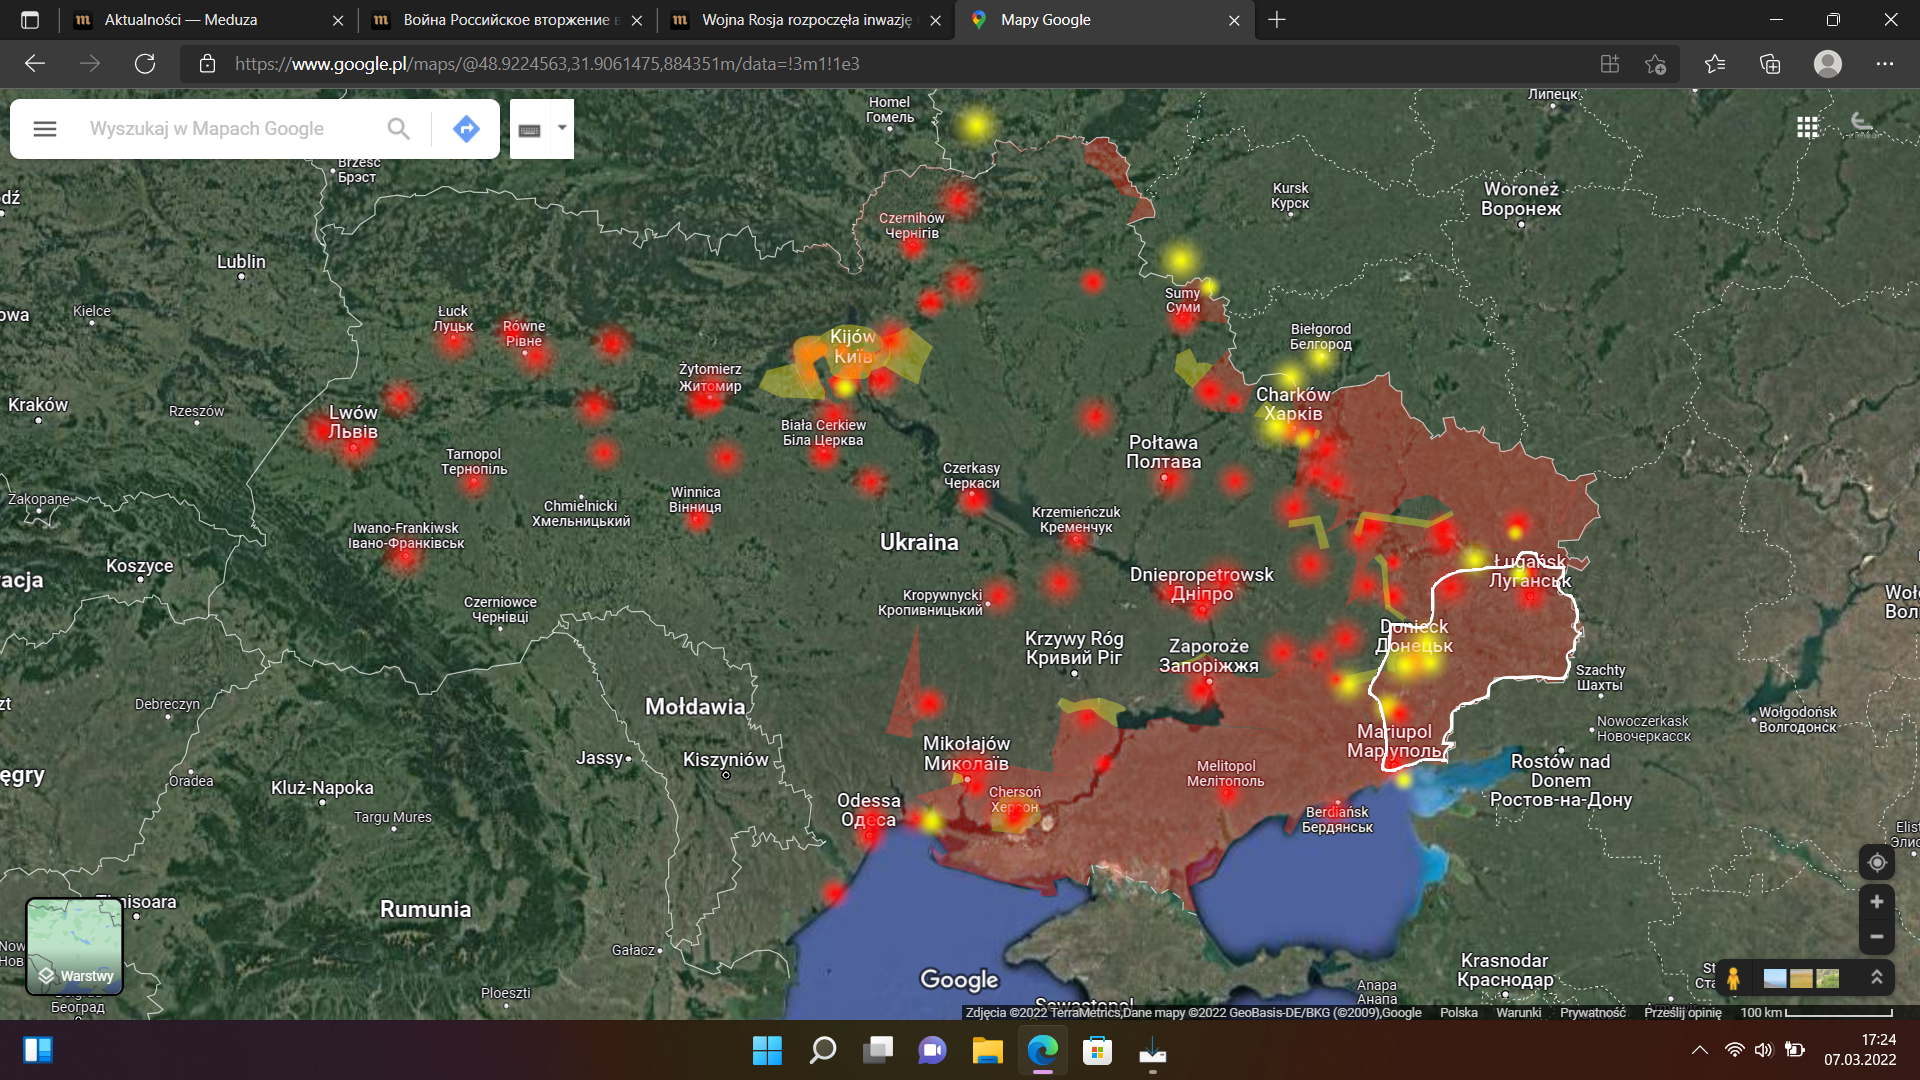 Aktualności — Meduza
Война Российское вторжение в
Wojna Rosja rozpoczęła inwazję
Mapy Google
https://www.google.pl/maps/@48.9224563,31.9061475,884351m/data=!3m1!1e3
Wyszukaj w Mapach Google
Homel
Гомель
Липецк
Brześć
Брэст
dź
Kursk
Курск
Woroneż
Воронеж
Czernihów
Чернігів
Lublin
Kielce
owa
Łuck
Луцьк
Równe
Рівне
Sumy
Суми
Biełgorod
Белгород
Kijów
Київ
Żytomierz
Житомир
Charków
Харків
Kraków
Rzeszów
Lwów
Львів
Biała Cerkiew
Біла Церква
Połtawa
Полтава
Tarnopol
Тернопіль
Czerkasy
Черкаси
Zakopane
Winnica
Вінниця
Chmielnicki
Хмельницький
Krzemieńczuk
Кременчук
Iwano-Frankiwsk
Івано-Франківськ
Ukraina
Koszyce
acja
Ługańsk
Луганськ
Dniepropetrowsk
Дніпро
Kropywnycki
Кропивницький
Czerniowce
Чернівці
Woł
Вол
Donieck
Донецьк
Krzywy Róg
Кривий Ріг
Zaporoże
Запоріжжя
Szachty
Шахты
zt
Debreczyn
Mołdawia
Nowoczerkask
Новочеркасск
Wołgodońsk
Волгодонск
Mariupol
Маріуполь
Mikołajów
Миколаїв
Jassy
Kiszyniów
Melitopol
Мелітополь
Rostów nad
Donem
Ростов-на-Дону
ęgry
Oradea
Kluż-Napoka
Chersoń
Херсон
Odessa
Одеса
Targu Mures
Berdiańsk
Бердянськ
Elist
Элис
Timisoara
Rumunia
Gałacz
Now
Нов
Warstwy
Google
Krasnodar
Краснодар
St
Ста
Белград
Ploeszti
Sewastopol
Anapa
Анапа
Zdjęcia ©2022 TerraMetrics,Dane mapy ©2022 GeoBasis-DE/BKG (©2009),Google
Polska
Warunki
Prywatność
Prześlij opinię
100 km
17:24
07.03.2022